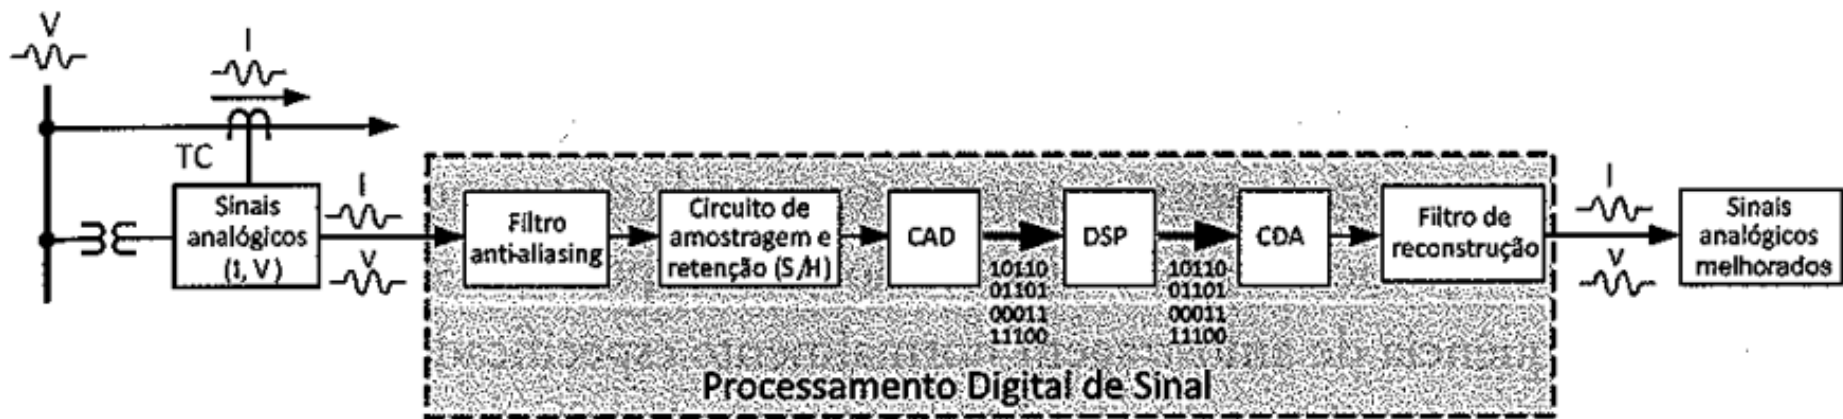 V
I
TC
Sinais
analógicos
(I, V)
I
V
Filtro
anti-aliasing
Circuito de
amostragem e
retenção (S/H)
CAD
10110
01101
00011
11100
DSP
10110
01101
00011
11100
CDA
Filtro de
reconstrução
I
V
Sinais
analógicos
melhorados
Processamento Digital de Sinal